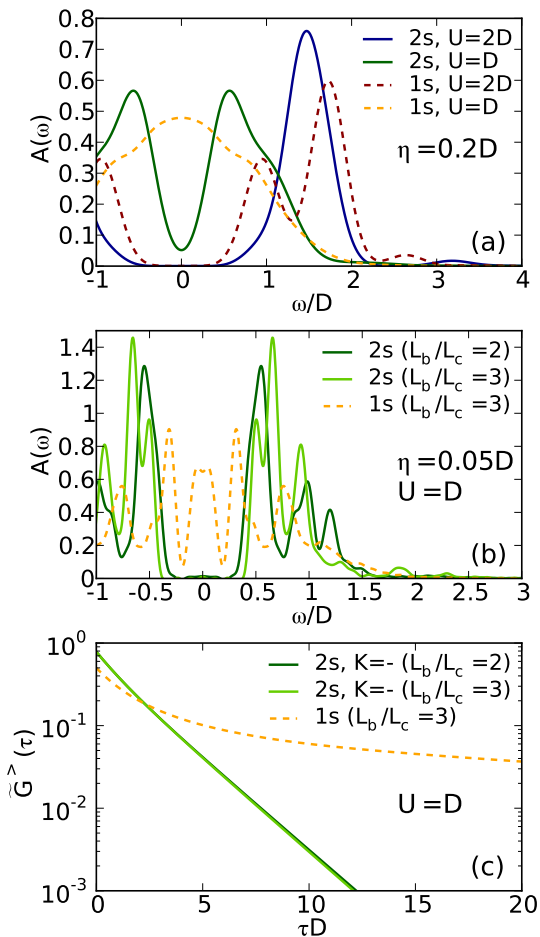 0.8
0.7
0.6
0.5
0.4
0.3
0.2
0.1
0
A(ω)
2s, U=2D
2s, U=D
1s, U=2D
1s, U=D
η=0.2D
(a)
-1 0 1 2 3 4
ω/D
1.4
1.2
1
0.8
0.6
0.4
0.2
0
A(ω)
2s (L_b/L_c =2)
2s (L_b/L_c =3)
1s (L_b/L_c =3)
η=0.05D
U=D
(b)
-1 -0.5 0 0.5 1 1.5 2 2.5 3
ω/D
10^0
10^-1
10^-2
10^-3
G̃^>(τ)
2s, K=- (L_b/L_c =2)
2s, K=- (L_b/L_c =3)
1s (L_b/L_c =3)
U=D
(c)
0 5 10 15 20
τD